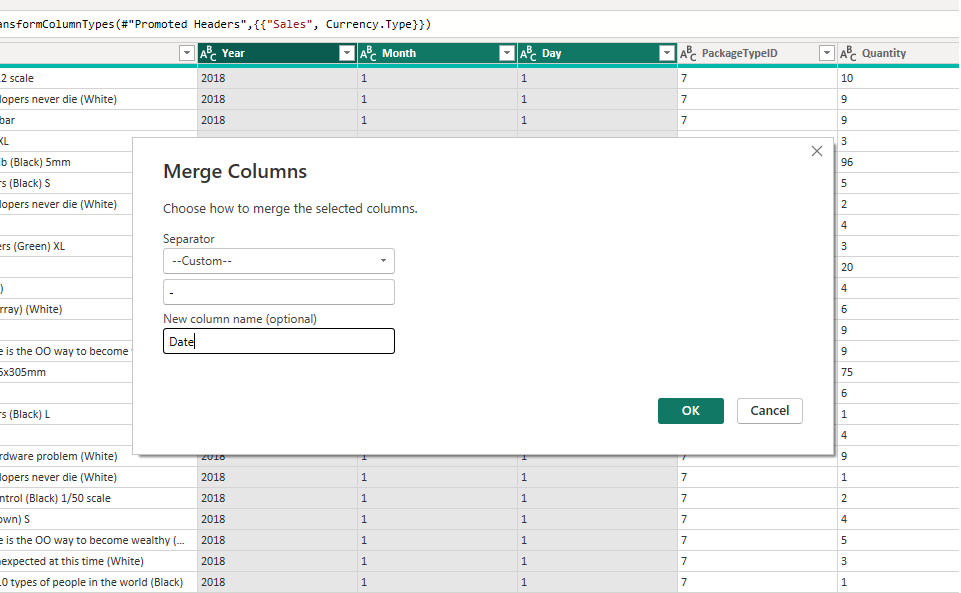 ansformColumnTypes(#"Promoted Headers",{{"Sales", Currency.Type}})
ABC Year ABC Month ABC Day ABC PackageTypeID ABC Quantity
2 scale 2018 1 1 7 10
lopers never die (White) 2018 1 1 7 9
bar 2018 1 1 7 9
XL 3
b (Black) 5mm 96
rs (Black) S 5
lopers never die (White) 2
4
ers (Green) XL 3
20
) 4
rray) (White) 6
9
e is the OO way to become 9
5x305mm 75
6
rs (Black) L 1
4
Merge Columns
Choose how to merge the selected columns.
Separator
--Custom--
-
New column name (optional)
Date
OK Cancel
rdware problem (White) 2018 1 1 7 9
lopers never die (White) 2018 1 1 7 1
ntrol (Black) 1/50 scale 2018 1 1 7 2
own) S 2018 1 1 7 4
e is the OO way to become wealthy (... 2018 1 1 7 5
nexpected at this time (White) 2018 1 1 7 3
10 types of people in the world (Black) 2018 1 1 7 1